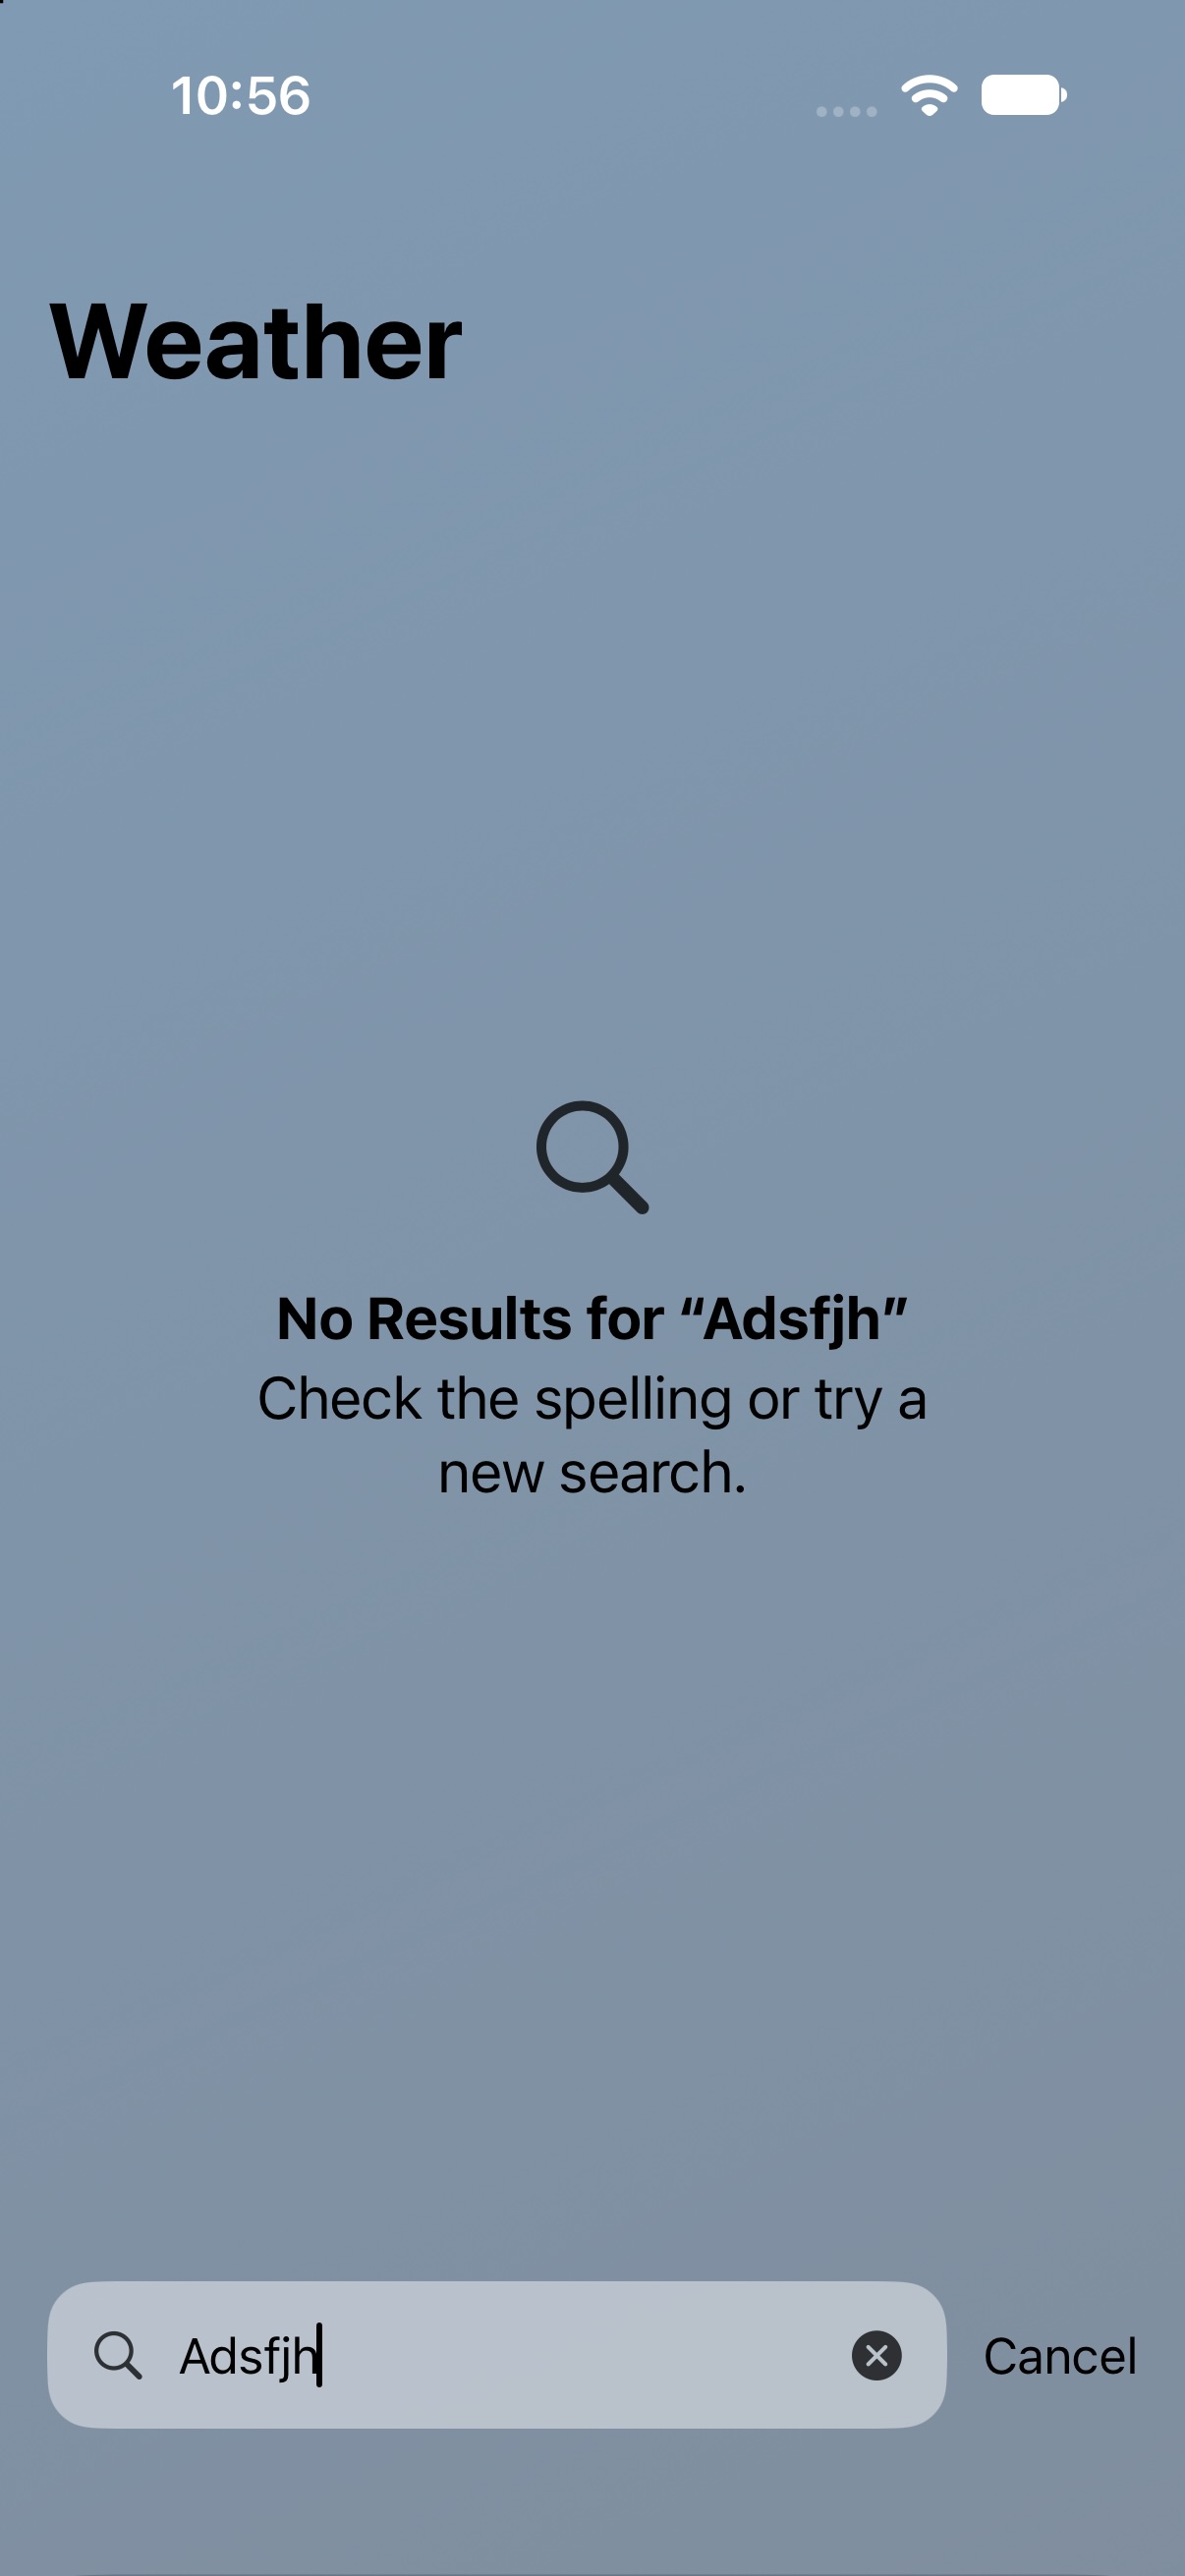 10:56
Weather
No Results for “Adsfjh”
Check the spelling or try a
new search.
Adsfjh
Cancel